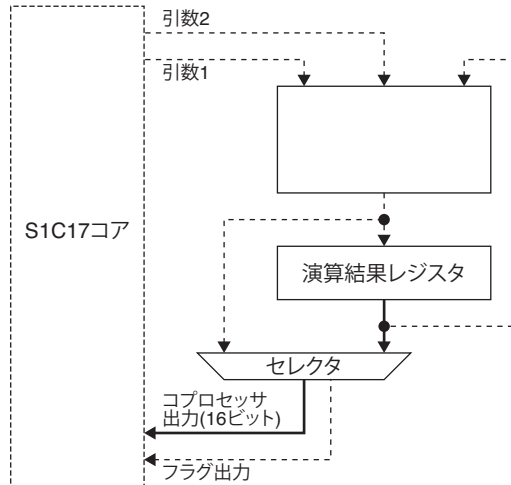 引数2
引数1
S1C17コア
演算結果レジスタ
セレクタ
コプロセッサ
出力(16ビット)
フラグ出力